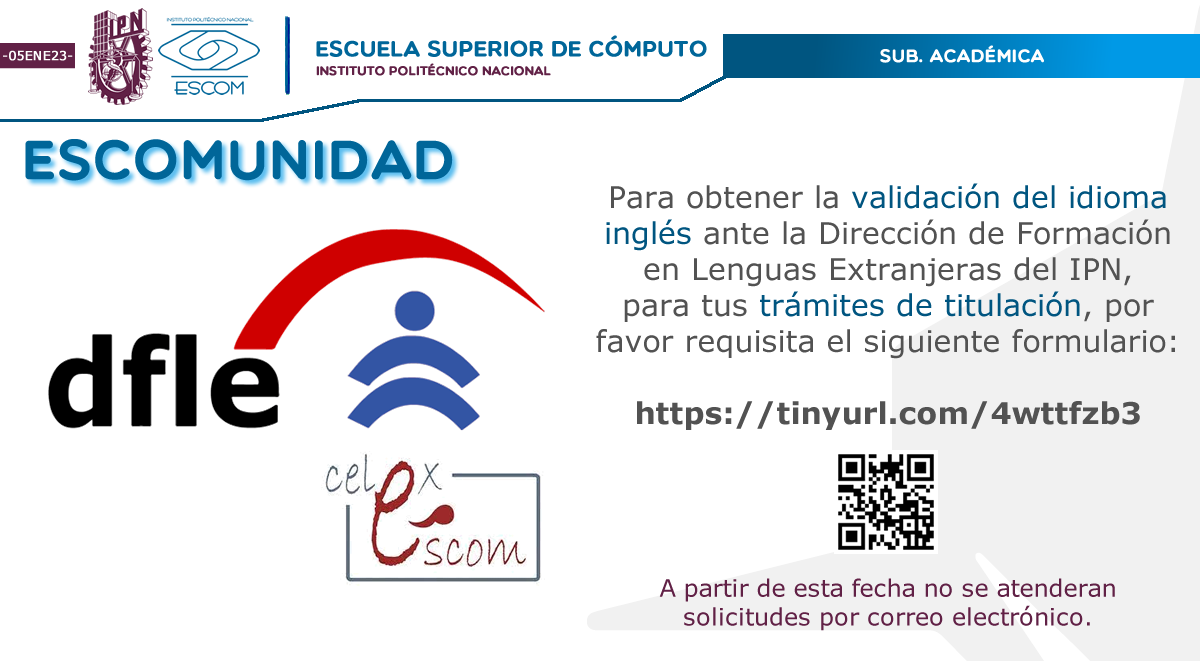 -05ENE23-
IPN
INSTITUTO POLITÉCNICO NACIONAL
ESCOM
ESCUELA SUPERIOR DE CÓMPUTO
INSTITUTO POLITÉCNICO NACIONAL
SUB. ACADÉMICA
ESCOMUNIDAD
dfle
celex
escom
Para obtener la validación del idioma
inglés ante la Dirección de Formación
en Lenguas Extranjeras del IPN,
para tus trámites de titulación, por
favor requisita el siguiente formulario:
https://tinyurl.com/4wttfzb3
A partir de esta fecha no se atenderan
solicitudes por correo electrónico.